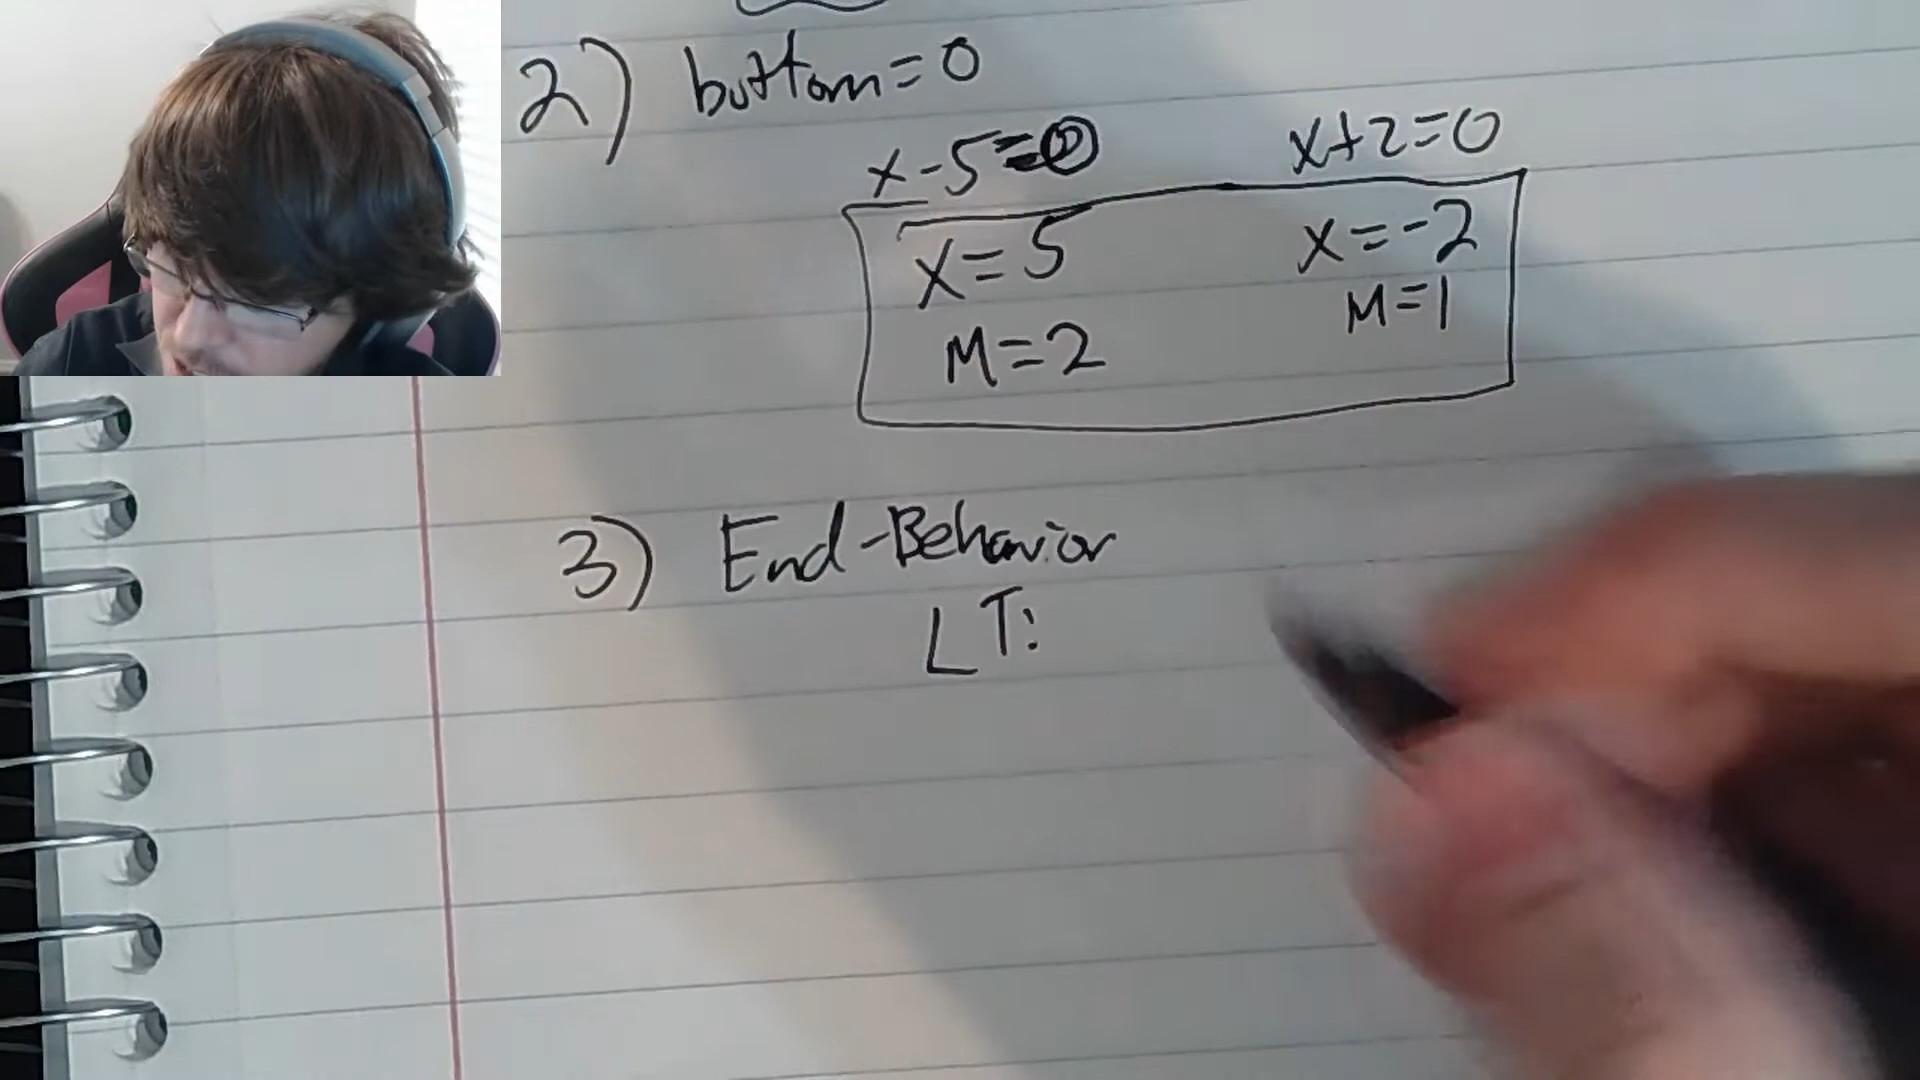 2) bottom=0
x-5=0 x+2=0
x=5 x=-2
M=2 M=1
3) End-Behavior
LT: